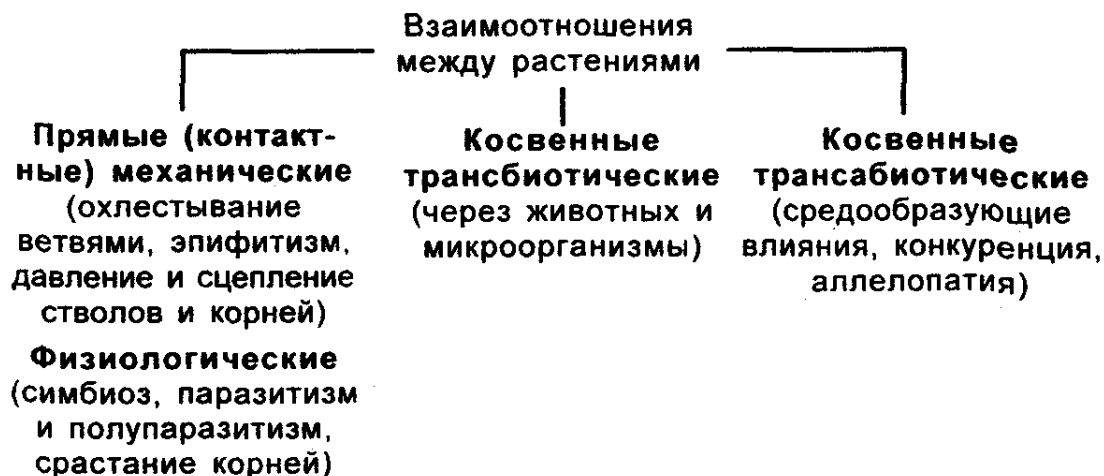 Взаимоотношения
между растениями
Прямые (контакт-
ные) механические
(охлестывание
ветвями, эпифитизм,
давление и сцепление
стволов и корней)
Физиологические
(симбиоз, паразитизм
и полупаразитизм,
срастание корней)
Косвенные
трансбиотические
(через животных и
микроорганизмы)
Косвенные
трансабиотические
(средообразующие
влияния, конкуренция,
аллелопатия)